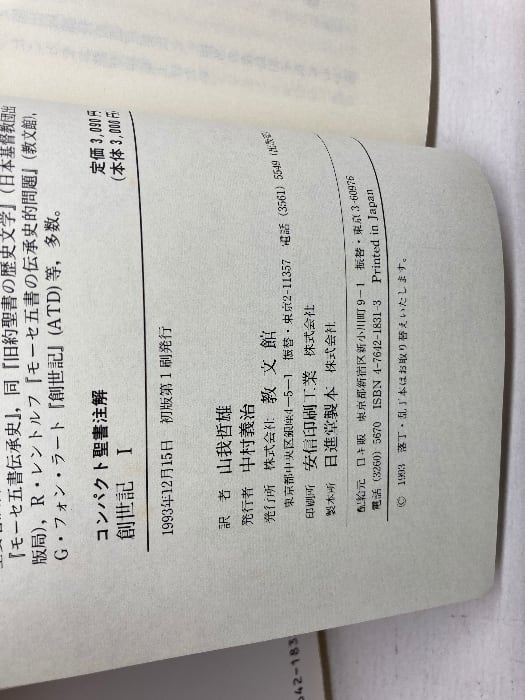 『モーセ五書伝承史』，同『旧約聖書の歴史文学』（日本基督教団出
版局），R・レントルフ『モーセ五書の伝承史的問題』（教文館），
G・フォン・ラート『創世記』(ATD) 等，多数。
コンパクト聖書注解
創世記 I
定価 3,090円
（本体 3,000円）
1993年12月15日 初版第1刷発行
訳 者 山我哲雄
発行者 中村義治
発行所 株式会社 教文館
東京都中央区銀座4-5-1 振替・東京2-11357 電話 (3561) 5549
印刷所 安信印刷工業 株式会社
製本所 日進堂製本 株式会社
配給元 日キ販 東京都新宿区新小川町9-1 振替・東京3-60976
電話 (3260) 5670 ISBN 4-7642-1831-3 Printed in Japan
© 1993 落丁・乱丁本はお取り替えいたします。